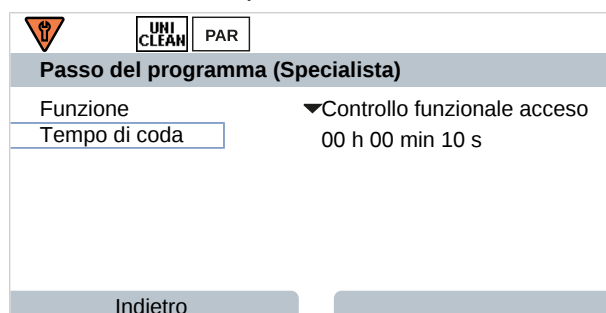 UNI
CLEAN PAR
Passo del programma (Specialista)
Funzione Controllo funzionale acceso
Tempo di coda 00 h 00 min 10 s
Indietro